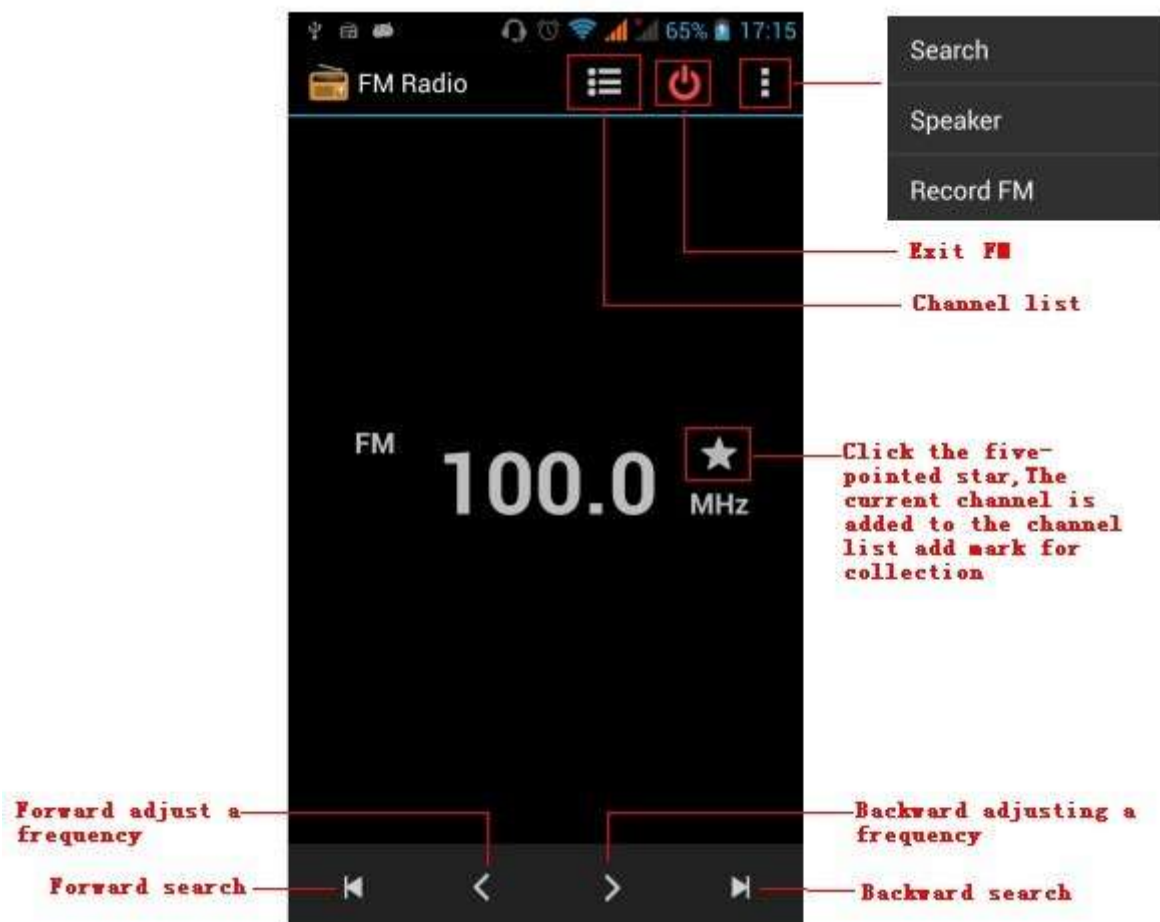 65% 17:15
FM Radio
Search
Speaker
Record FM
Exit FM
Channel list
FM
100.0
MHz
Click the five-
pointed star,The
current channel is
added to the channel
list add mark for
collection
Forward adjust a
frequency
Backward adjusting a
frequency
Forward search
Backward search